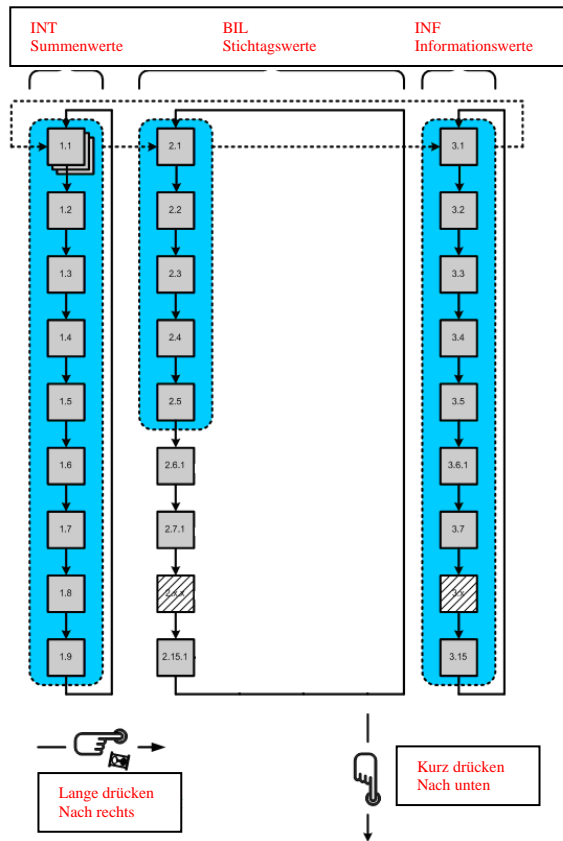 INT
Summenwerte
BIL
Stichtagswerte
INF
Informationswerte
1.1
1.2
1.3
1.4
1.5
1.6
1.7
1.8
1.9
2.1
2.2
2.3
2.4
2.5
2.6.1
2.7.1
2.x.x
2.15.1
3.1
3.2
3.3
3.4
3.5
3.6.1
3.7
3.x
3.15
Lange drücken
Nach rechts
Kurz drücken
Nach unten